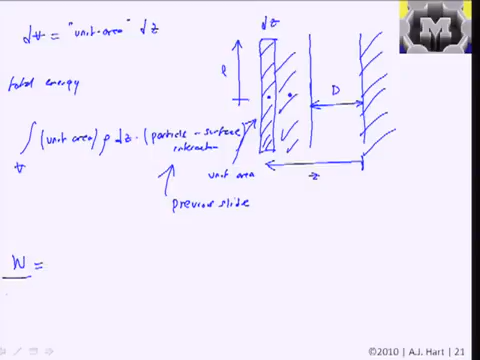 dV = "unit-area" dz
dz
ρ
D
total energy
∫ (unit area) ρ dz · (particle - surface
V
interaction
unit area
z
previous slide
W =
M
©2010 | A.J. Hart | 21